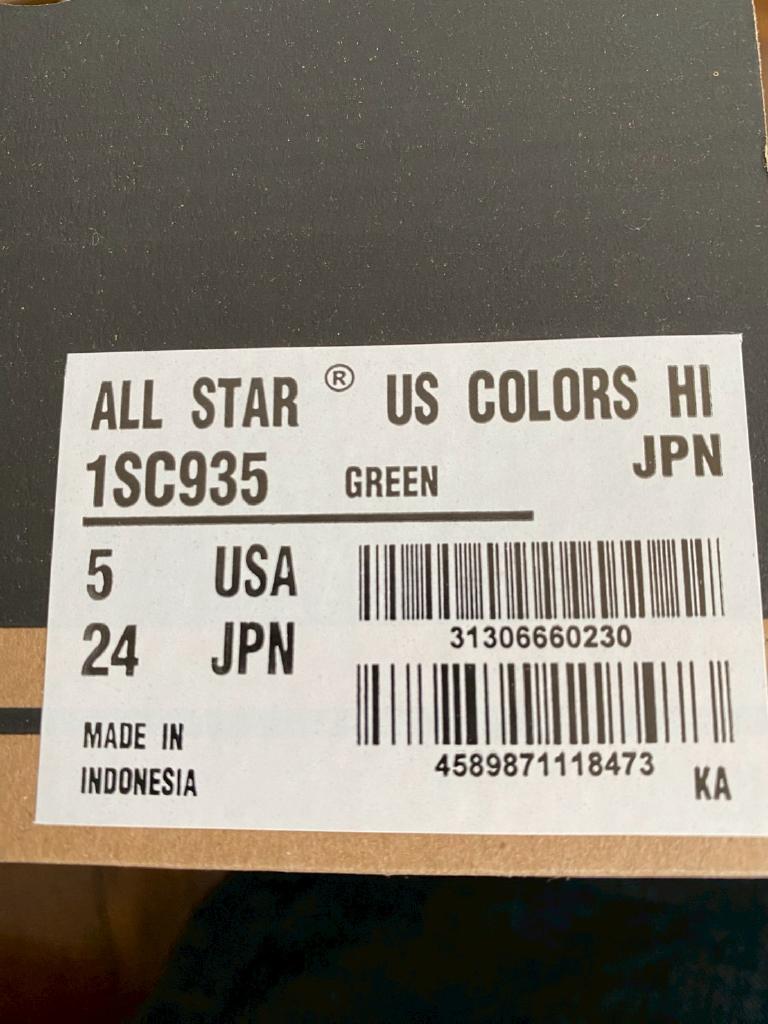 ALL STAR ® US COLORS HI
JPN
1SC935 GREEN
5 USA
24 JPN
31306660230
4589871118473
MADE IN
INDONESIA
KA